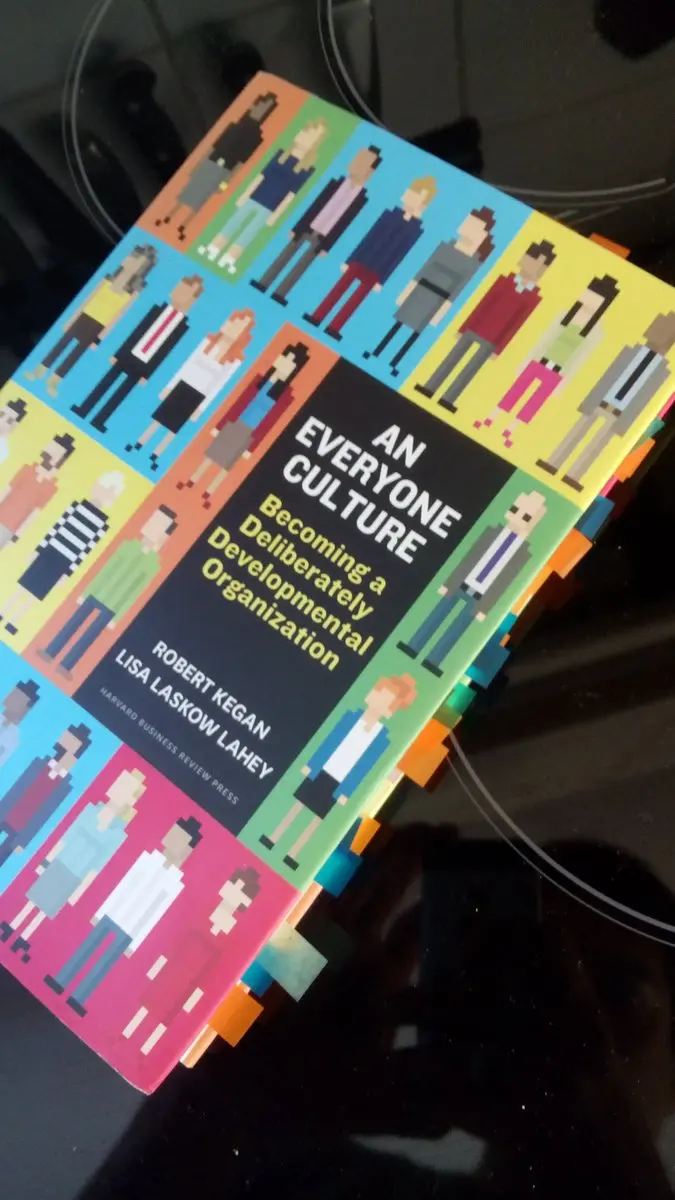 AN
EVERYONE
CULTURE
Becoming a
Deliberately
Developmental
Organization
ROBERT KEGAN
LISA LASKOW LAHEY
HARVARD BUSINESS REVIEW PRESS